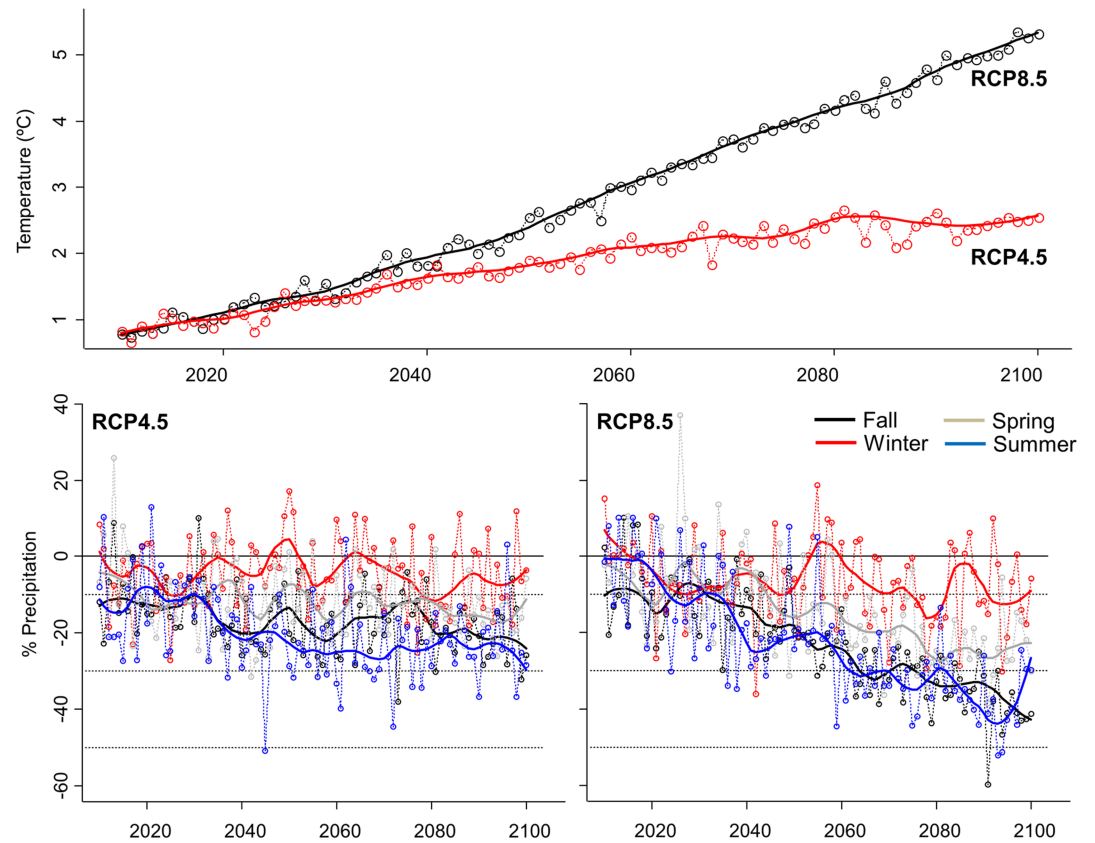 Temperature (°C)
5
4
3
2
1
RCP8.5
RCP4.5
2020 2040 2060 2080 2100
% Precipitation
40
20
0
-20
-40
-60
RCP4.5
2020 2040 2060 2080 2100
RCP8.5
Fall Spring
Winter Summer
2020 2040 2060 2080 2100